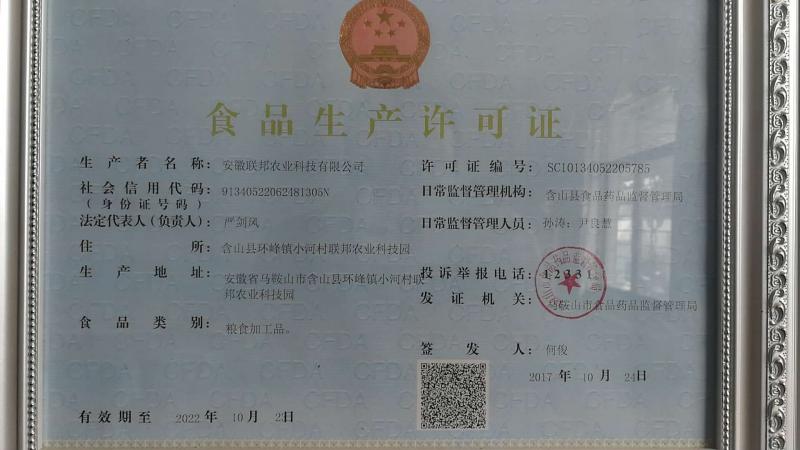 食品生产许可证
生产者名称：安徽联邦农业科技有限公司
许可证编号：SC10134052205785
社会信用代码：91340522062481305N
（身份证号码）
日常监督管理机构：含山县食品药品监督管理局
法定代表人（负责人）：严剑风
日常监督管理人员：孙涛；尹良慧
住所：含山县环峰镇小河村联邦农业科技园
生产地址：安徽省马鞍山市含山县环峰镇小河村联
邦农业科技园
投诉举报电话：12331
发证机关：马鞍山市食品药品监督管理局
食品类别：粮食加工品。
签发人：何俊
2017年10月24日
有效期至2022年10月23日